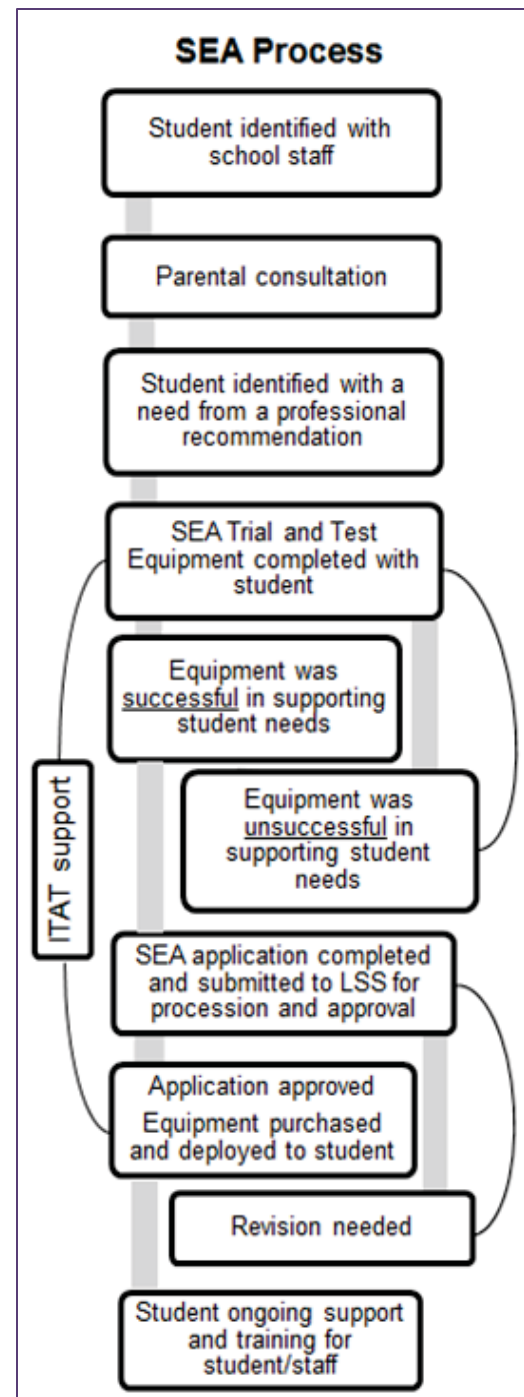 SEA Process
Student identified with
school staff
Parental consultation
Student identified with a
need from a professional
recommendation
SEA Trial and Test
Equipment completed with
student
Equipment was
successful in supporting
student needs
ITAT support
Equipment was
unsuccessful in
supporting student
needs
SEA application completed
and submitted to LSS for
procession and approval
Application approved
Equipment purchased
and deployed to student
Revision needed
Student ongoing support
and training for
student/staff